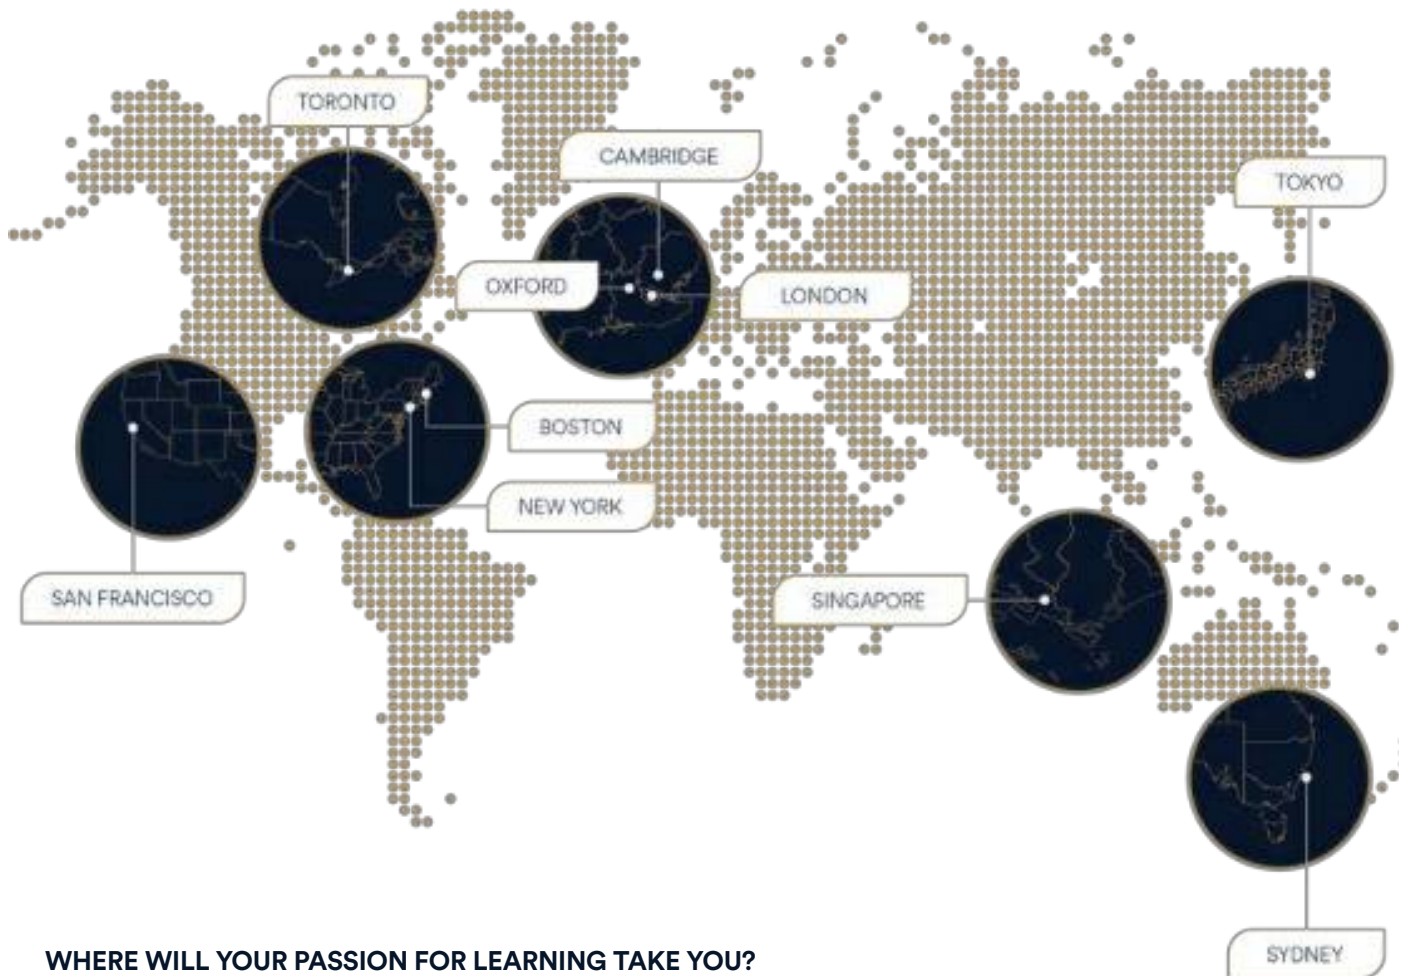 TORONTO
CAMBRIDGE
TOKYO
OXFORD
LONDON
BOSTON
NEW YORK
SAN FRANCISCO
SINGAPORE
SYDNEY
WHERE WILL YOUR PASSION FOR LEARNING TAKE YOU?